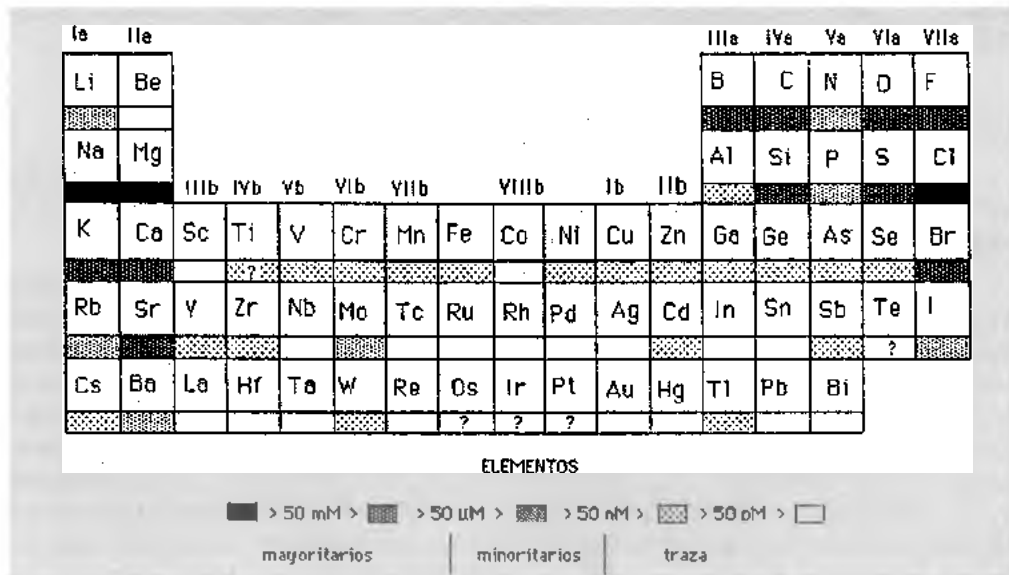 Ia IIa IIIa IVa Va VIa VIIa
Li Be B C N O F
Na Mg Al Si P S Cl
IIIb IVb Vb VIb VIIb VIIIb Ib IIb
K Ca Sc Ti V Cr Mn Fe Co Ni Cu Zn Ga Ge As Se Br
?
Rb Sr Y Zr Nb Mo Tc Ru Rh Pd Ag Cd In Sn Sb Te I
?
Cs Ba La Hf Ta W Re Os Ir Pt Au Hg Tl Pb Bi
? ? ?
ELEMENTOS
> 50 mM > > 50 µM > > 50 nM > > 50 pM >
mayoritarios minoritarios traza